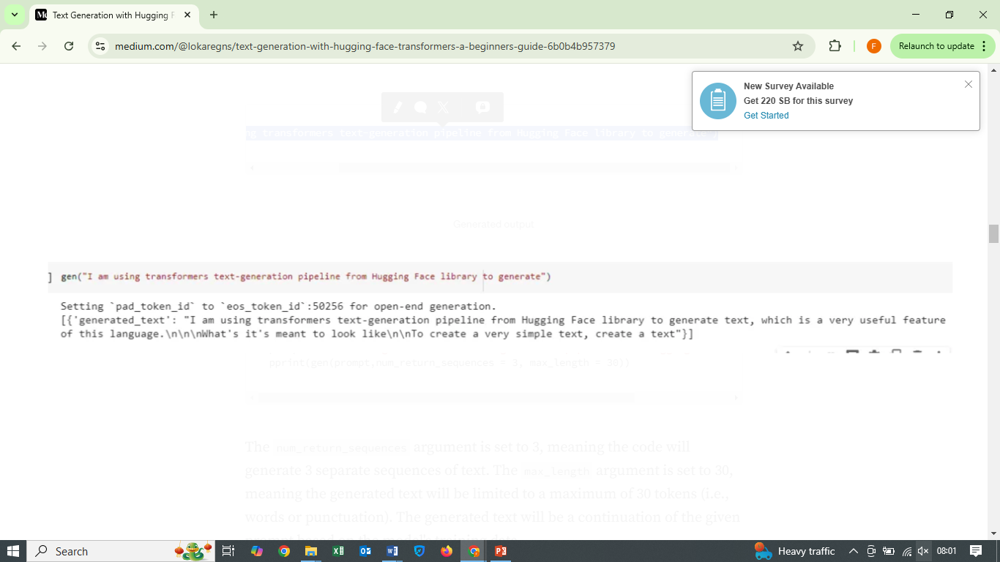 Text Generation with Hugging F
medium.com/@lokaregns/text-generation-with-hugging-face-transformers-a-beginners-guide-6b0b4b957379
F
Relaunch to update
New Survey Available
Get 220 SB for this survey
Get Started
ng transformers text-generation pipeline from Hugging Face library to generate")
Generated output
] gen("I am using transformers text-generation pipeline from Hugging Face library to generate")
Setting `pad_token_id` to `eos_token_id`:50256 for open-end generation.
[{'generated_text': "I am using transformers text-generation pipeline from Hugging Face library to generate text, which is a very useful feature
of this language.\n\n\nWhat's it's meant to look like\n\nTo create a very simple text, create a text"}]
pprint(gen(prompt,num_return_sequences = 3, max_length = 30))
The num_return_sequences argument is set to 3, meaning the code will
generate 3 separate sequences of text. The max_length argument is set to 30,
meaning the generated text will be limited to a maximum of 30 tokens (i.e.,
words or punctuation). The generated text will be a continuation of the given
Search
Heavy traffic
08:01